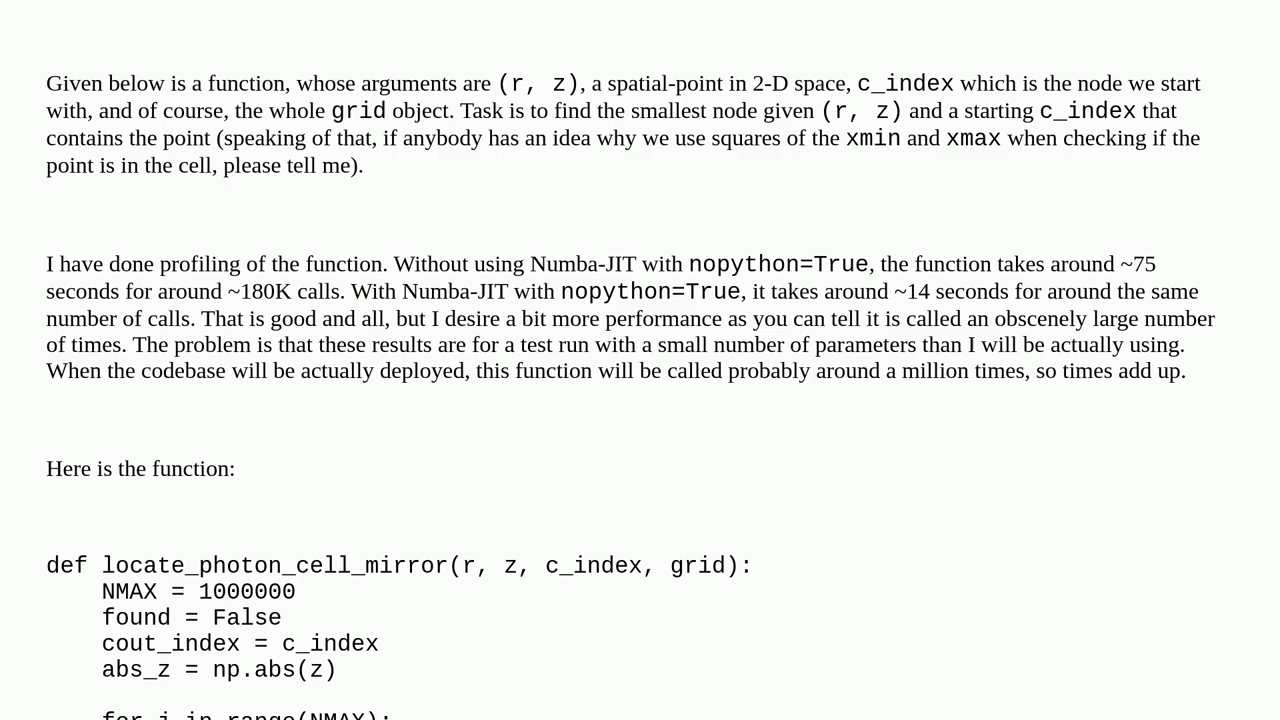 Given below is a function, whose arguments are (r, z), a spatial-point in 2-D space, c_index which is the node we start
with, and of course, the whole grid object. Task is to find the smallest node given (r, z) and a starting c_index that
contains the point (speaking of that, if anybody has an idea why we use squares of the xmin and xmax when checking if the
point is in the cell, please tell me).
I have done profiling of the function. Without using Numba-JIT with nopython=True, the function takes around ~75
seconds for around ~180K calls. With Numba-JIT with nopython=True, it takes around ~14 seconds for around the same
number of calls. That is good and all, but I desire a bit more performance as you can tell it is called an obscenely large number
of times. The problem is that these results are for a test run with a small number of parameters than I will be actually using.
When the codebase will be actually deployed, this function will be called probably around a million times, so times add up.
Here is the function:
def locate_photon_cell_mirror(r, z, c_index, grid):
    NMAX = 1000000
    found = False
    cout_index = c_index
    abs_z = np.abs(z)
    for i in range(NMAX):